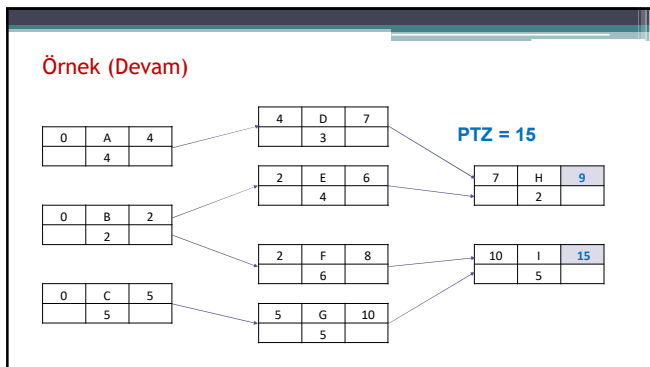 Örnek (Devam)
0 A 4
4
0 B 2
2
0 C 5
5
4 D 7
3
2 E 6
4
2 F 8
6
5 G 10
5
PTZ = 15
7 H 9
2
10 I 15
5